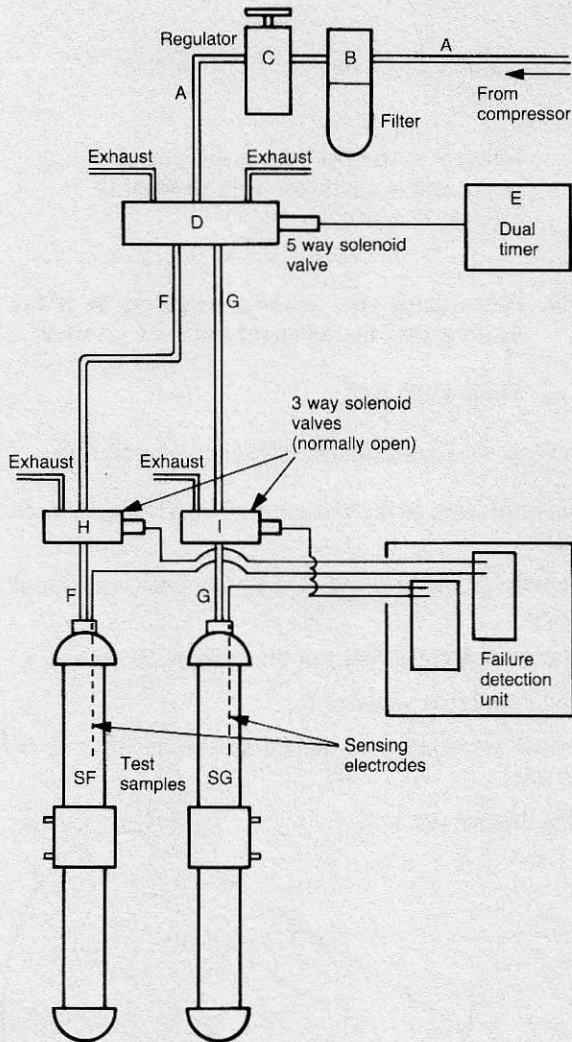 Regulator
C
B
A
A
From
compressor
Filter
Exhaust
Exhaust
D
E
Dual
timer
5 way solenoid
valve
F
G
3 way solenoid
valves
(normally open)
Exhaust
Exhaust
H
I
F
G
Failure
detection
unit
Sensing
electrodes
SF
Test
samples
SG